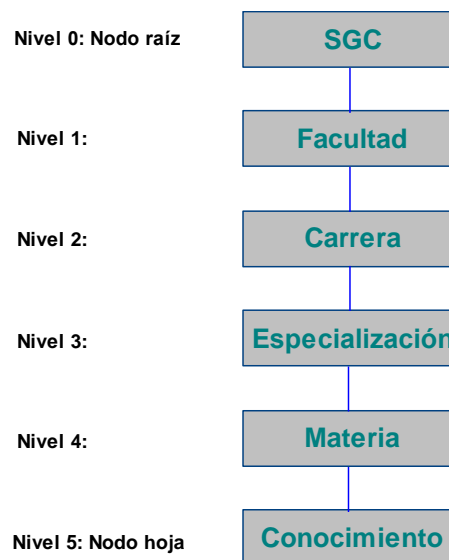 Nivel 0: Nodo raíz
SGC
Nivel 1:
Facultad
Nivel 2:
Carrera
Nivel 3:
Especialización
Nivel 4:
Materia
Nivel 5: Nodo hoja
Conocimiento